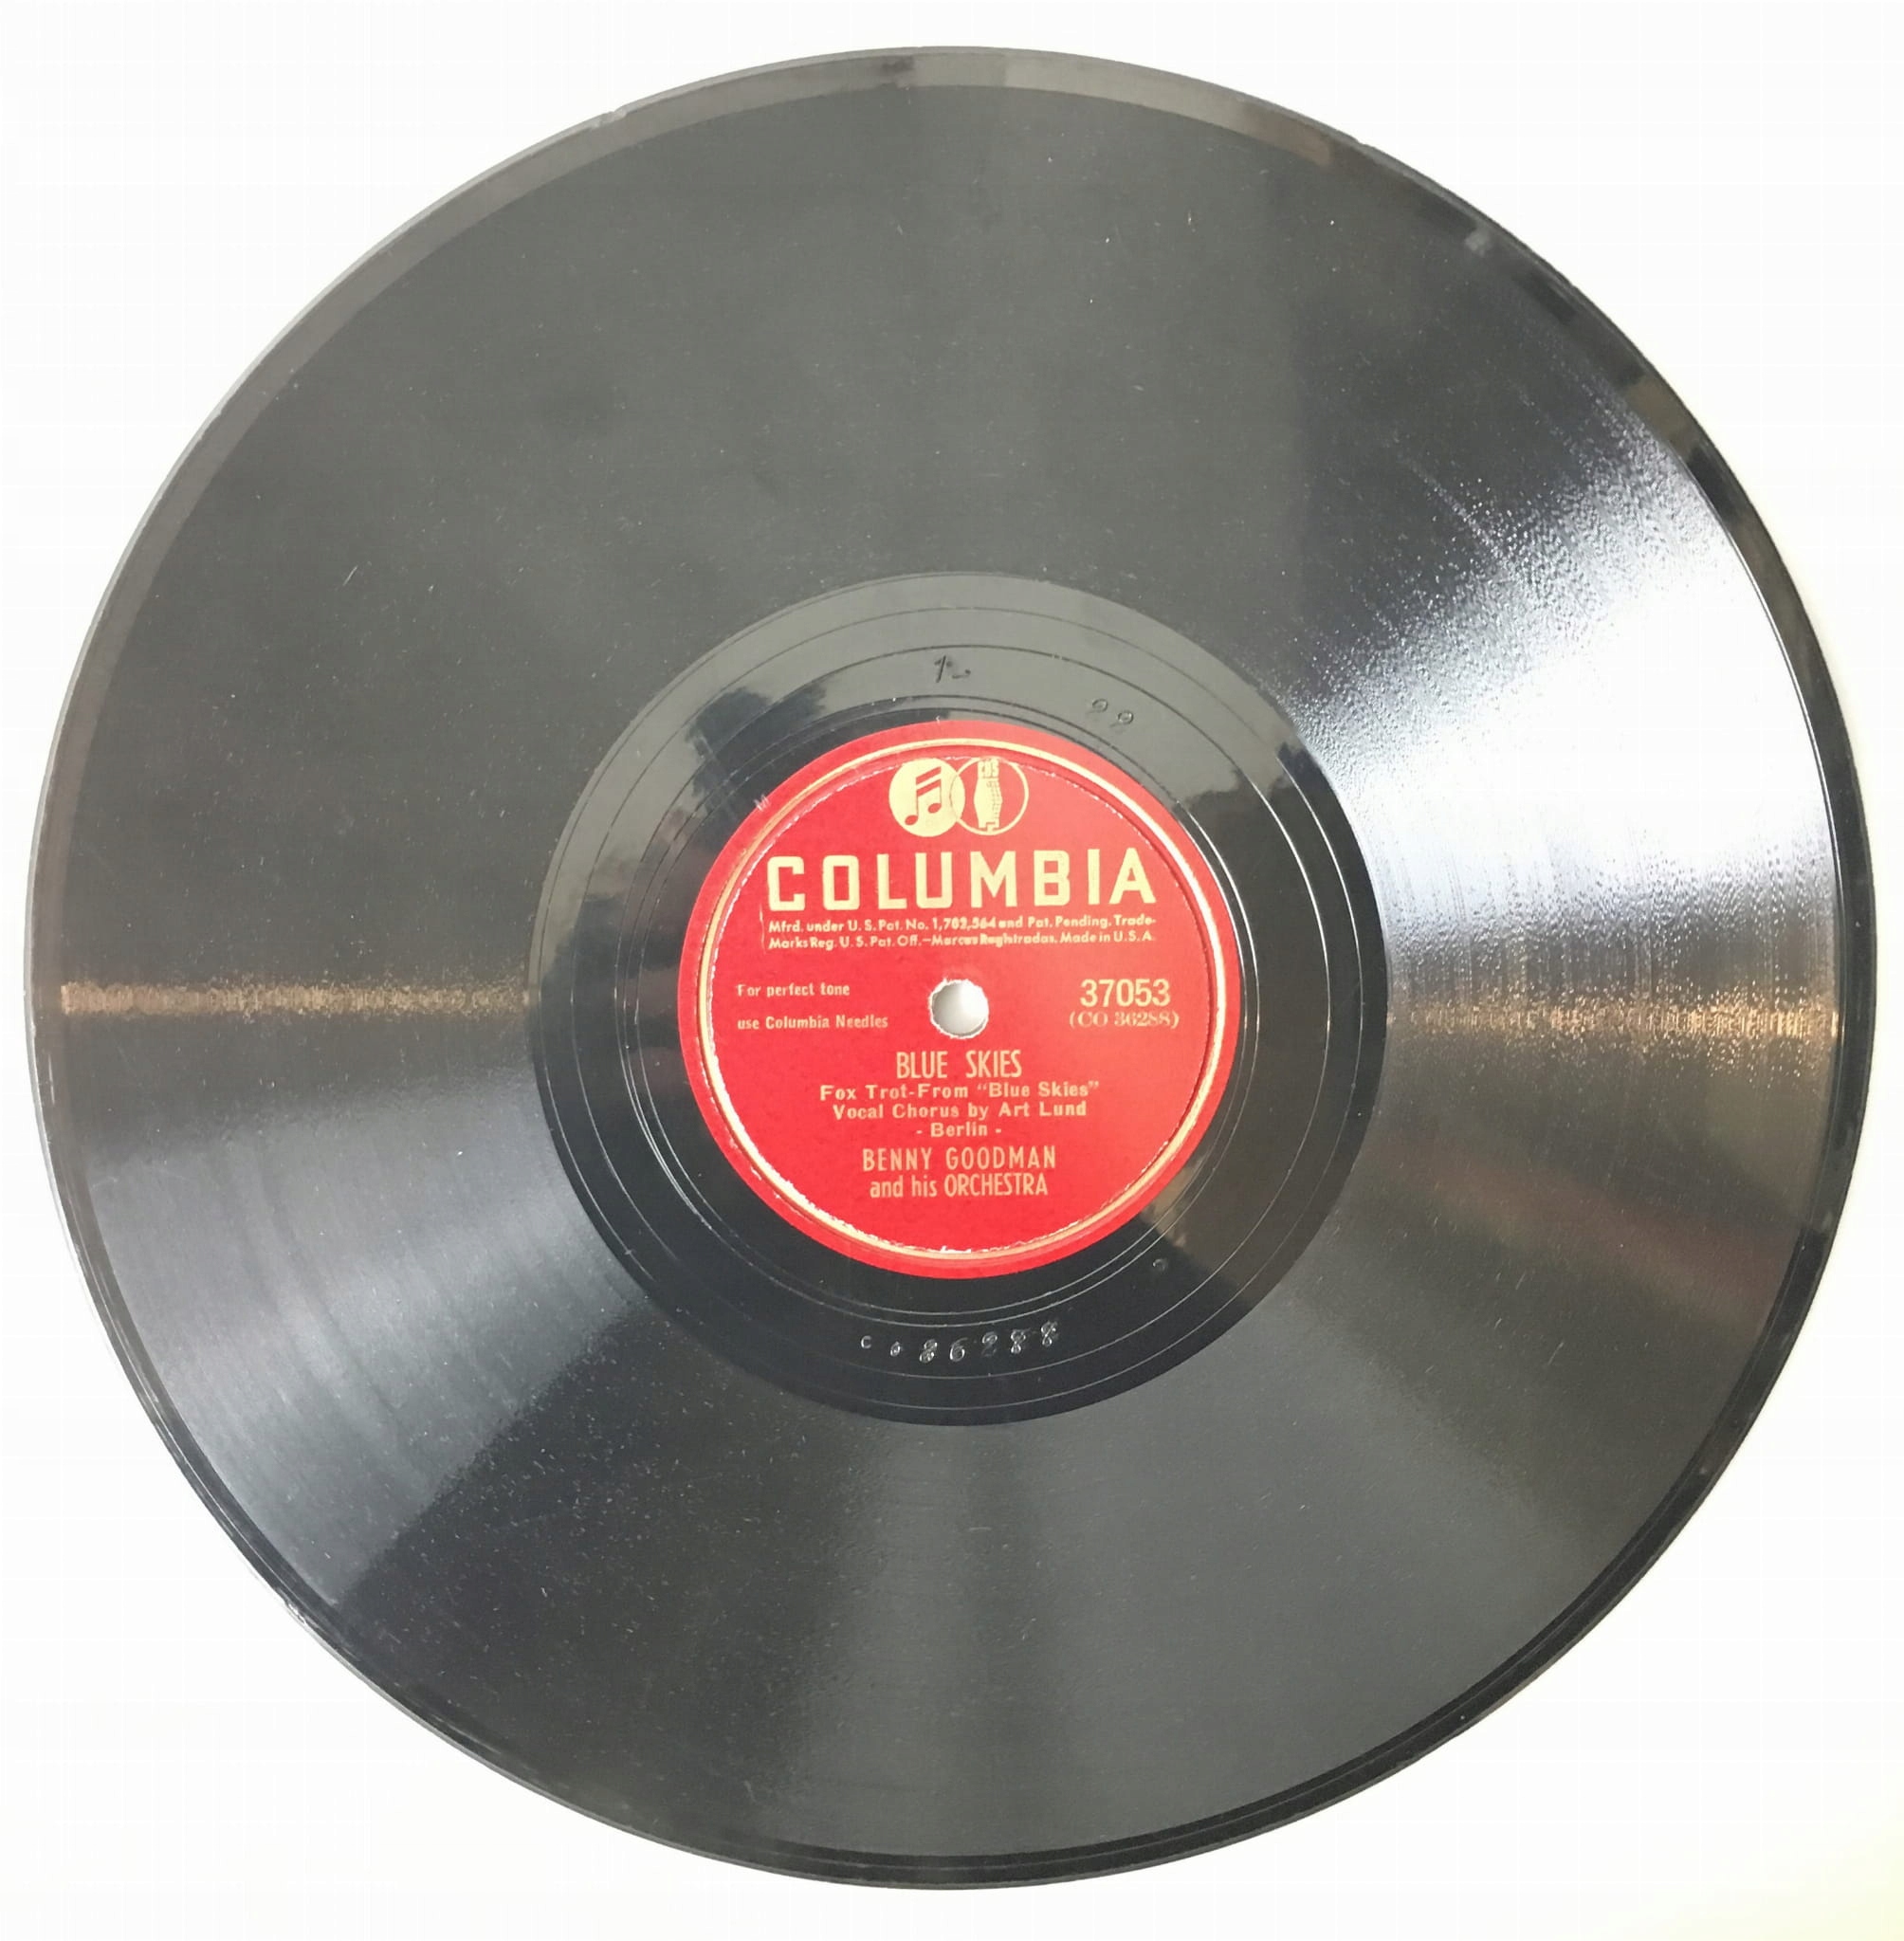 CBS
COLUMBIA
Mfrd. under U. S. Pat. No. 1,702,564 and Pat. Pending. Trade-
Marks Reg. U. S. Pat. Off.—Marcas Registradas. Made in U. S. A.
For perfect tone
use Columbia Needles
37053
(CO 36288)
BLUE SKIES
Fox Trot-From “Blue Skies”
Vocal Chorus by Art Lund
- Berlin -
BENNY GOODMAN
and his ORCHESTRA
CO36288